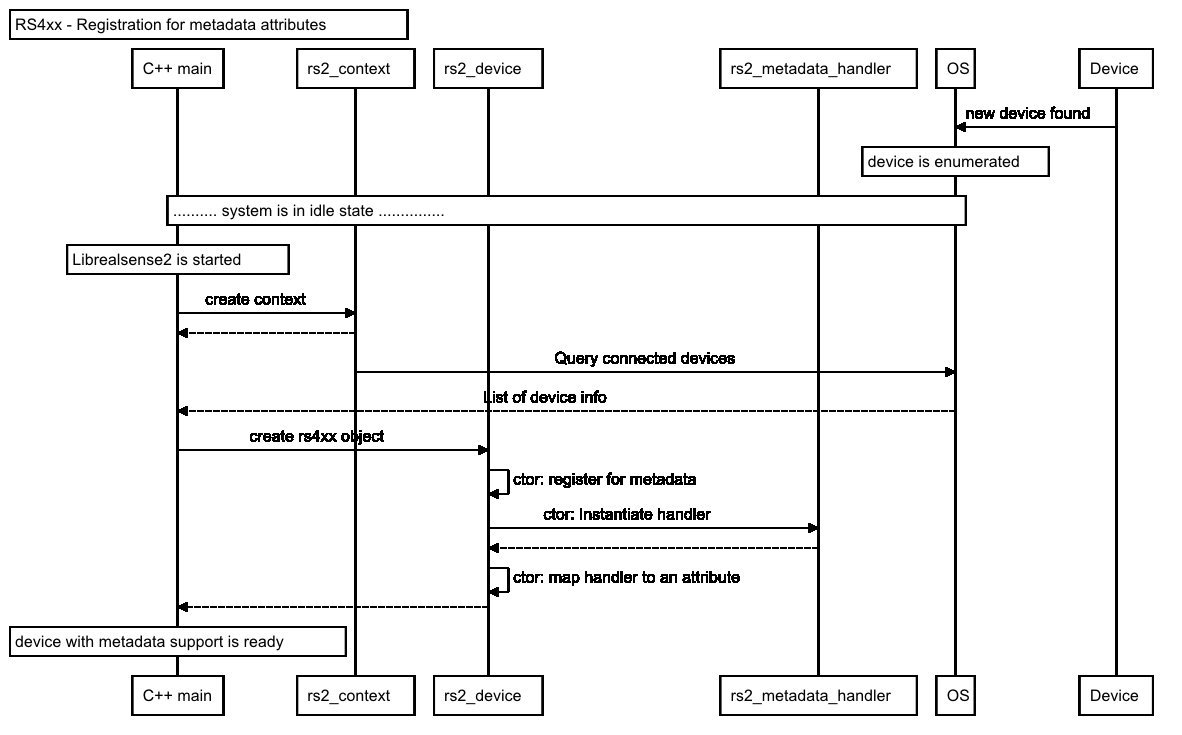 RS4xx - Registration for metadata attributes
C++ main
rs2_context
rs2_device
rs2_metadata_handler
OS
Device
new device found
device is enumerated
.......... system is in idle state ...............
Librealsense2 is started
create context
Query connected devices
List of device info
create rs4xx object
ctor: register for metadata
ctor: Instantiate handler
ctor: map handler to an attribute
device with metadata support is ready
C++ main
rs2_context
rs2_device
rs2_metadata_handler
OS
Device